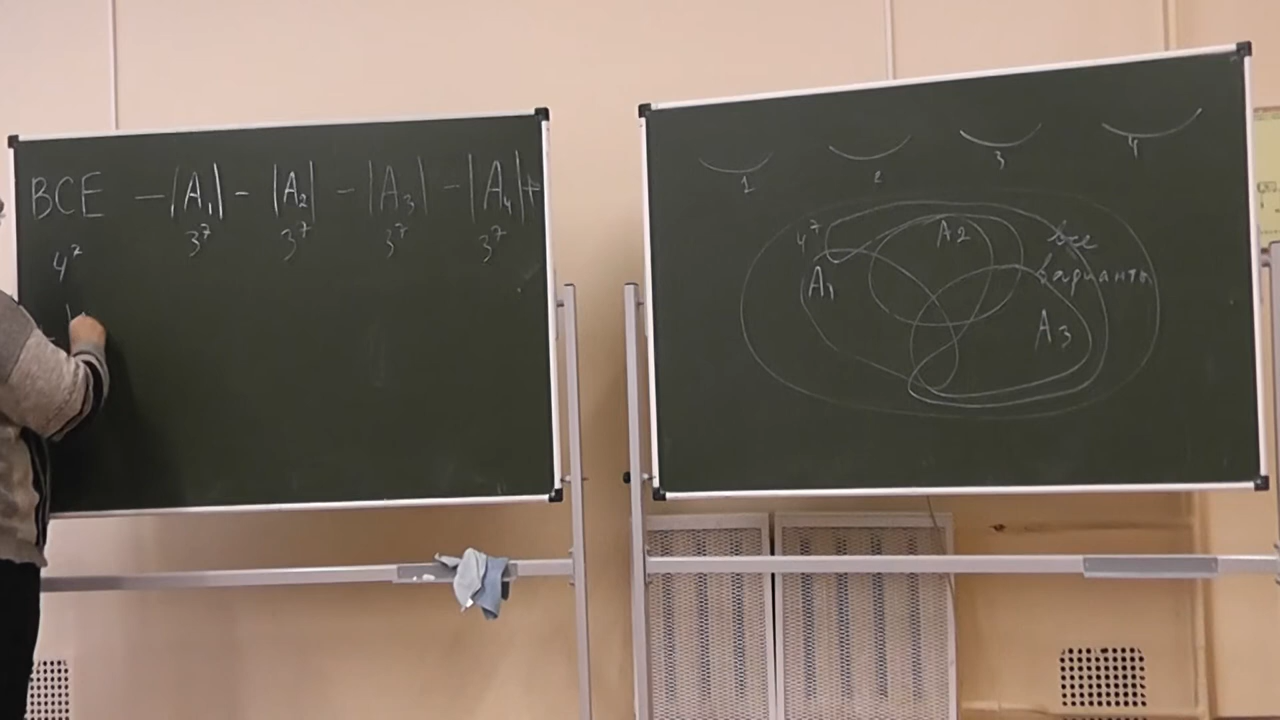 ВСЕ – |A₁| – |A₂| – |A₃| – |A₄| +
4⁷ 3⁷ 3⁷ 3⁷ 3⁷
1 2 3 4
4⁷ A₂ все
A₁ варианты
A₃